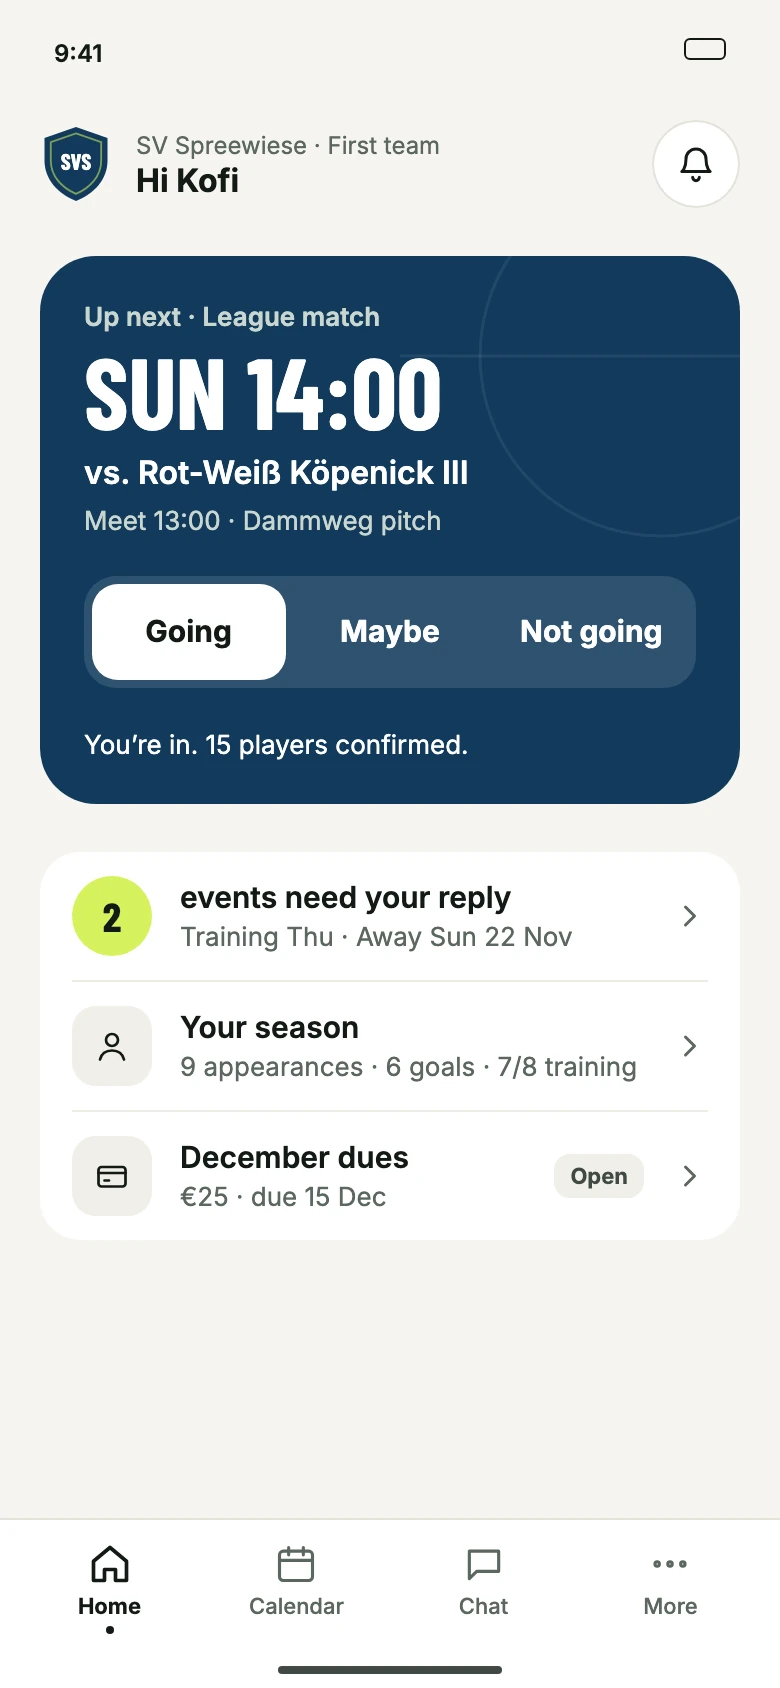 9:41
SVS
SV Spreewiese · First team
Hi Kofi
Up next · League match
SUN 14:00
vs. Rot-Weiß Köpenick III
Meet 13:00 · Dammweg pitch
Going
Maybe
Not going
You’re in. 15 players confirmed.
2
events need your reply
Training Thu · Away Sun 22 Nov
Your season
9 appearances · 6 goals · 7/8 training
December dues
€25 · due 15 Dec
Open
Home
Calendar
Chat
More